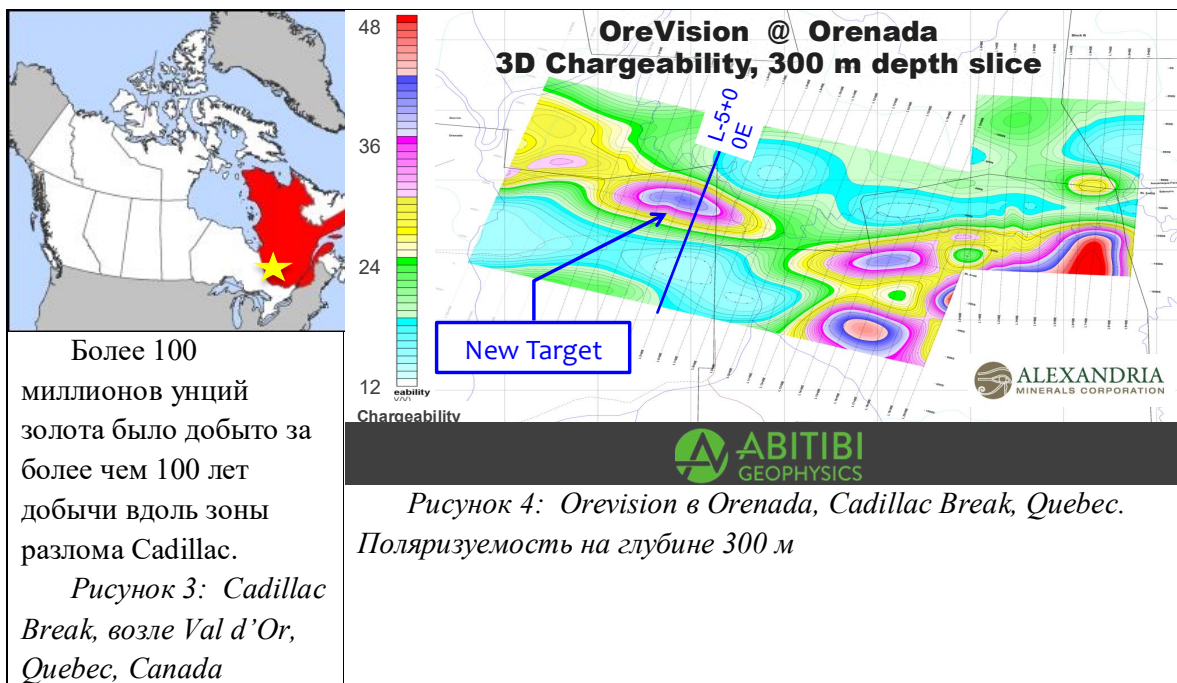 Более 100
миллионов унций
золота было добыто за
более чем 100 лет
добычи вдоль зоны
разлома Cadillac.
Рисунок 3: Cadillac
Break, возле Val d’Or,
Quebec, Canada
OreVision @ Orenada
3D Chargeability, 300 m depth slice
48
36
24
12
eability
Chargeability
L-5+0
0E
New Target
ALEXANDRIA
MINERALS CORPORATION
ABITIBI
GEOPHYSICS
Рисунок 4: Orevision в Orenada, Cadillac Break, Quebec.
Поляризуемость на глубине 300 м